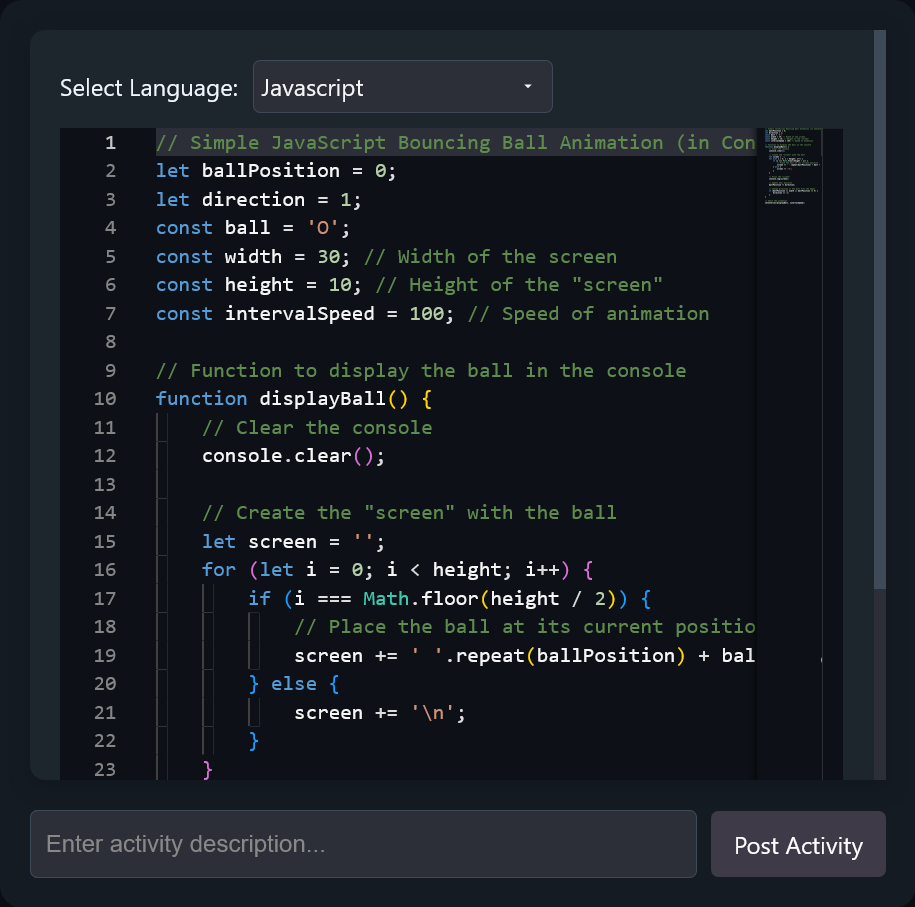 Select Language: Javascript
1 // Simple JavaScript Bouncing Ball Animation (in Con
2 let ballPosition = 0;
3 let direction = 1;
4 const ball = 'O';
5 const width = 30; // Width of the screen
6 const height = 10; // Height of the "screen"
7 const intervalSpeed = 100; // Speed of animation
8
9 // Function to display the ball in the console
10 function displayBall() {
11     // Clear the console
12     console.clear();
13
14     // Create the "screen" with the ball
15     let screen = '';
16     for (let i = 0; i < height; i++) {
17         if (i === Math.floor(height / 2)) {
18             // Place the ball at its current positio
19             screen += ' '.repeat(ballPosition) + bal
20         } else {
21             screen += '\n';
22         }
23     }
Enter activity description...
Post Activity